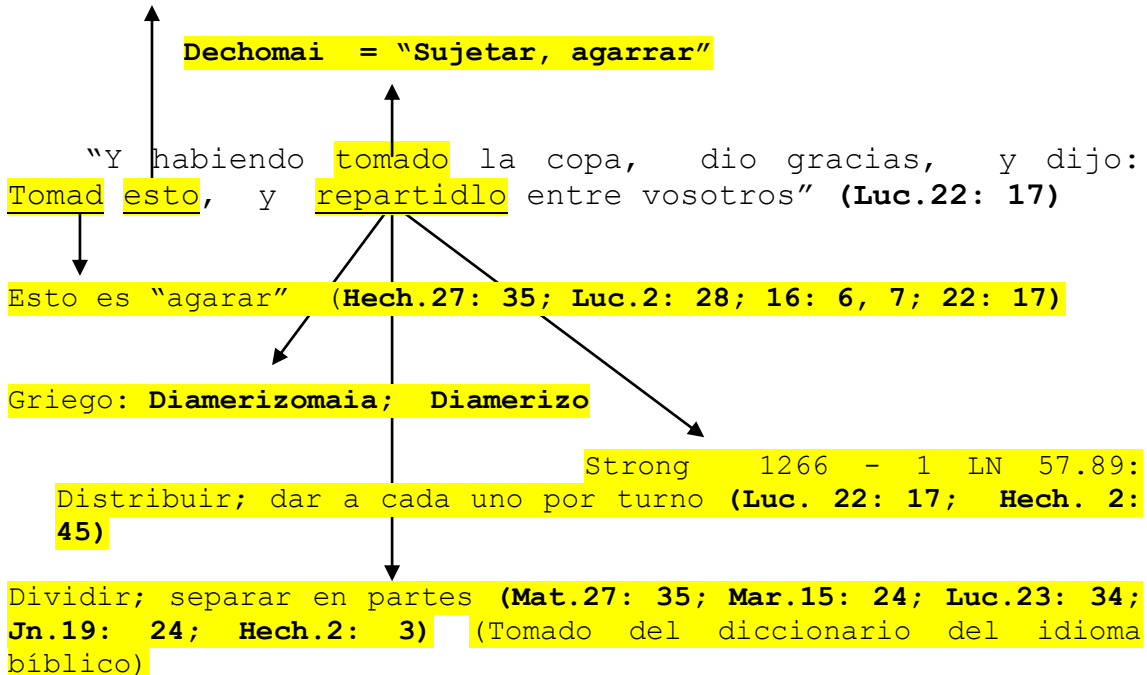 Dechomai = “Sujetar, agarrar”
“Y habiendo tomado la copa, dio gracias, y dijo:
Tomad esto, y repartidlo entre vosotros” (Luc.22: 17)
Esto es “agarar” (Hech.27: 35; Luc.2: 28; 16: 6, 7; 22: 17)
Griego: Diamerizomaia; Diamerizo
Strong 1266 - 1 LN 57.89:
Distribuir; dar a cada uno por turno (Luc. 22: 17; Hech. 2:
45)
Dividir; separar en partes (Mat.27: 35; Mar.15: 24; Luc.23: 34;
Jn.19: 24; Hech.2: 3) (Tomado del diccionario del idioma
bíblico)